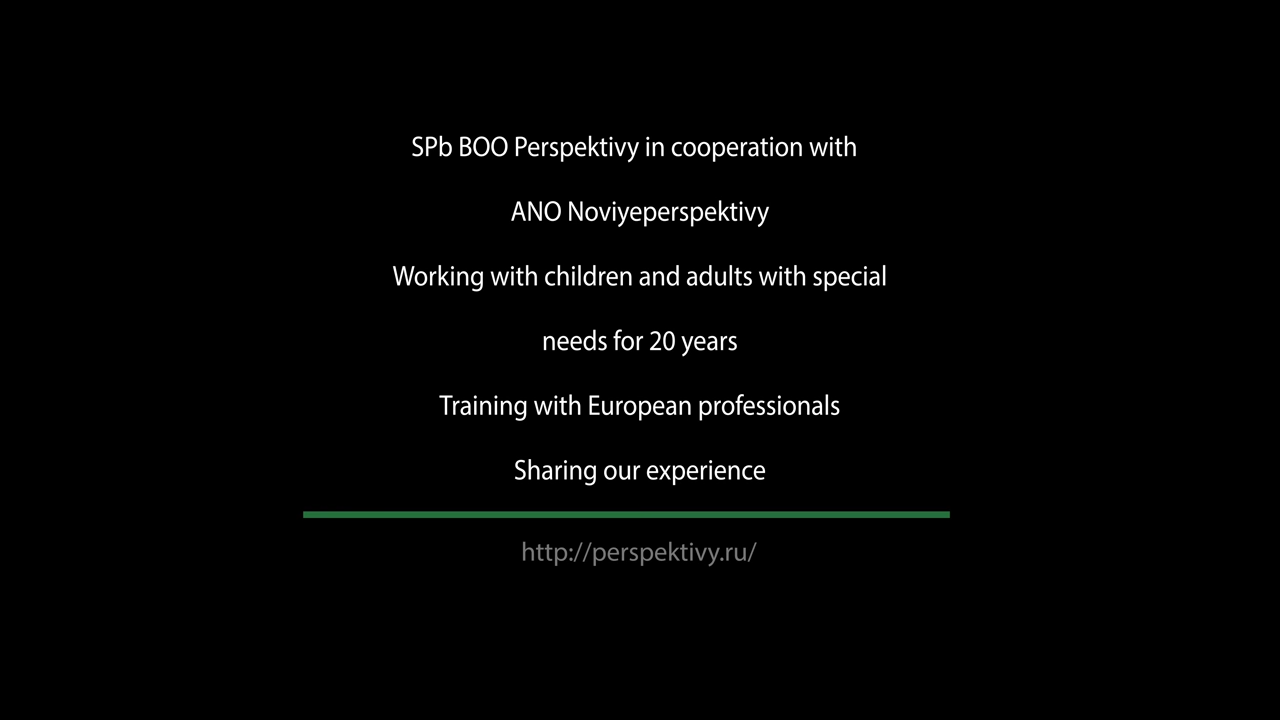 SPb BOO Perspektivy in cooperation with
ANO Noviyeperspektivy
Working with children and adults with special
needs for 20 years
Training with European professionals
Sharing our experience
http://perspektivy.ru/